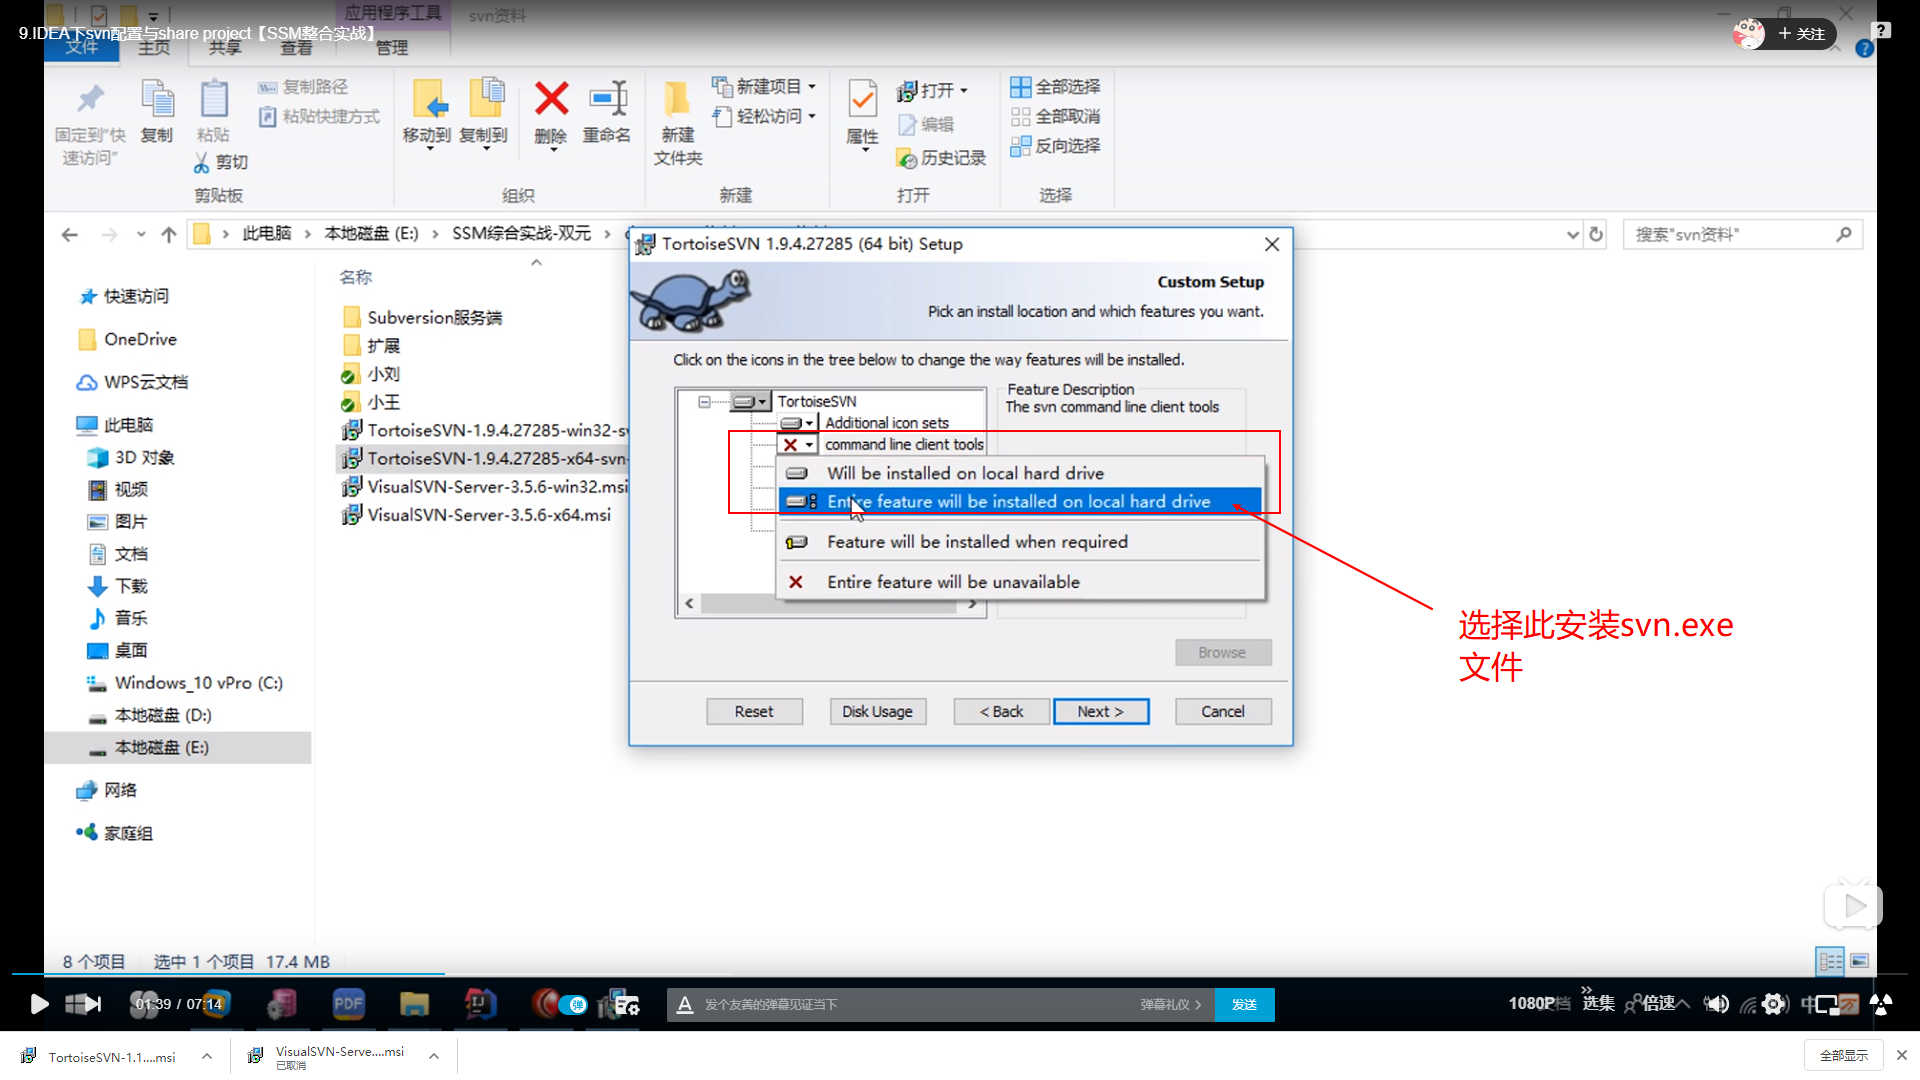 应用程序工具
svn资料
9.IDEA下svn配置与share project【SSM整合实战】
+ 关注
文件
主页
共享
查看
管理
固定到"快
速访问"
复制
粘贴
复制路径
粘贴快捷方式
剪切
剪贴板
移动到
复制到
删除
重命名
组织
新建
文件夹
新建项目
轻松访问
新建
属性
打开
编辑
历史记录
打开
全部选择
全部取消
反向选择
选择
此电脑
本地磁盘 (E:)
SSM综合实战-双元
搜索"svn资料"
快速访问
OneDrive
WPS云文档
此电脑
3D 对象
视频
图片
文档
下载
音乐
桌面
Windows_10 vPro (C:)
本地磁盘 (D:)
本地磁盘 (E:)
网络
家庭组
名称
Subversion服务端
扩展
小刘
小王
TortoiseSVN-1.9.4.27285-win32-sv
TortoiseSVN-1.9.4.27285-x64-svn-
VisualSVN-Server-3.5.6-win32.msi
VisualSVN-Server-3.5.6-x64.msi
TortoiseSVN 1.9.4.27285 (64 bit) Setup
Custom Setup
Pick an install location and which features you want.
Click on the icons in the tree below to change the way features will be installed.
TortoiseSVN
Additional icon sets
command line client tools
Feature Description
The svn command line client tools
Will be installed on local hard drive
Entire feature will be installed on local hard drive
Feature will be installed when required
Entire feature will be unavailable
Browse
Reset
Disk Usage
< Back
Next >
Cancel
选择此安装svn.exe
文件
8 个项目
选中 1 个项目 17.4 MB
01:39 / 07:14
PDF
弹
发个友善的弹幕见证当下
弹幕礼仪 >
发送
1080P
选集
倍速
中
TortoiseSVN-1.1....msi
VisualSVN-Serve....msi
已取消
全部显示